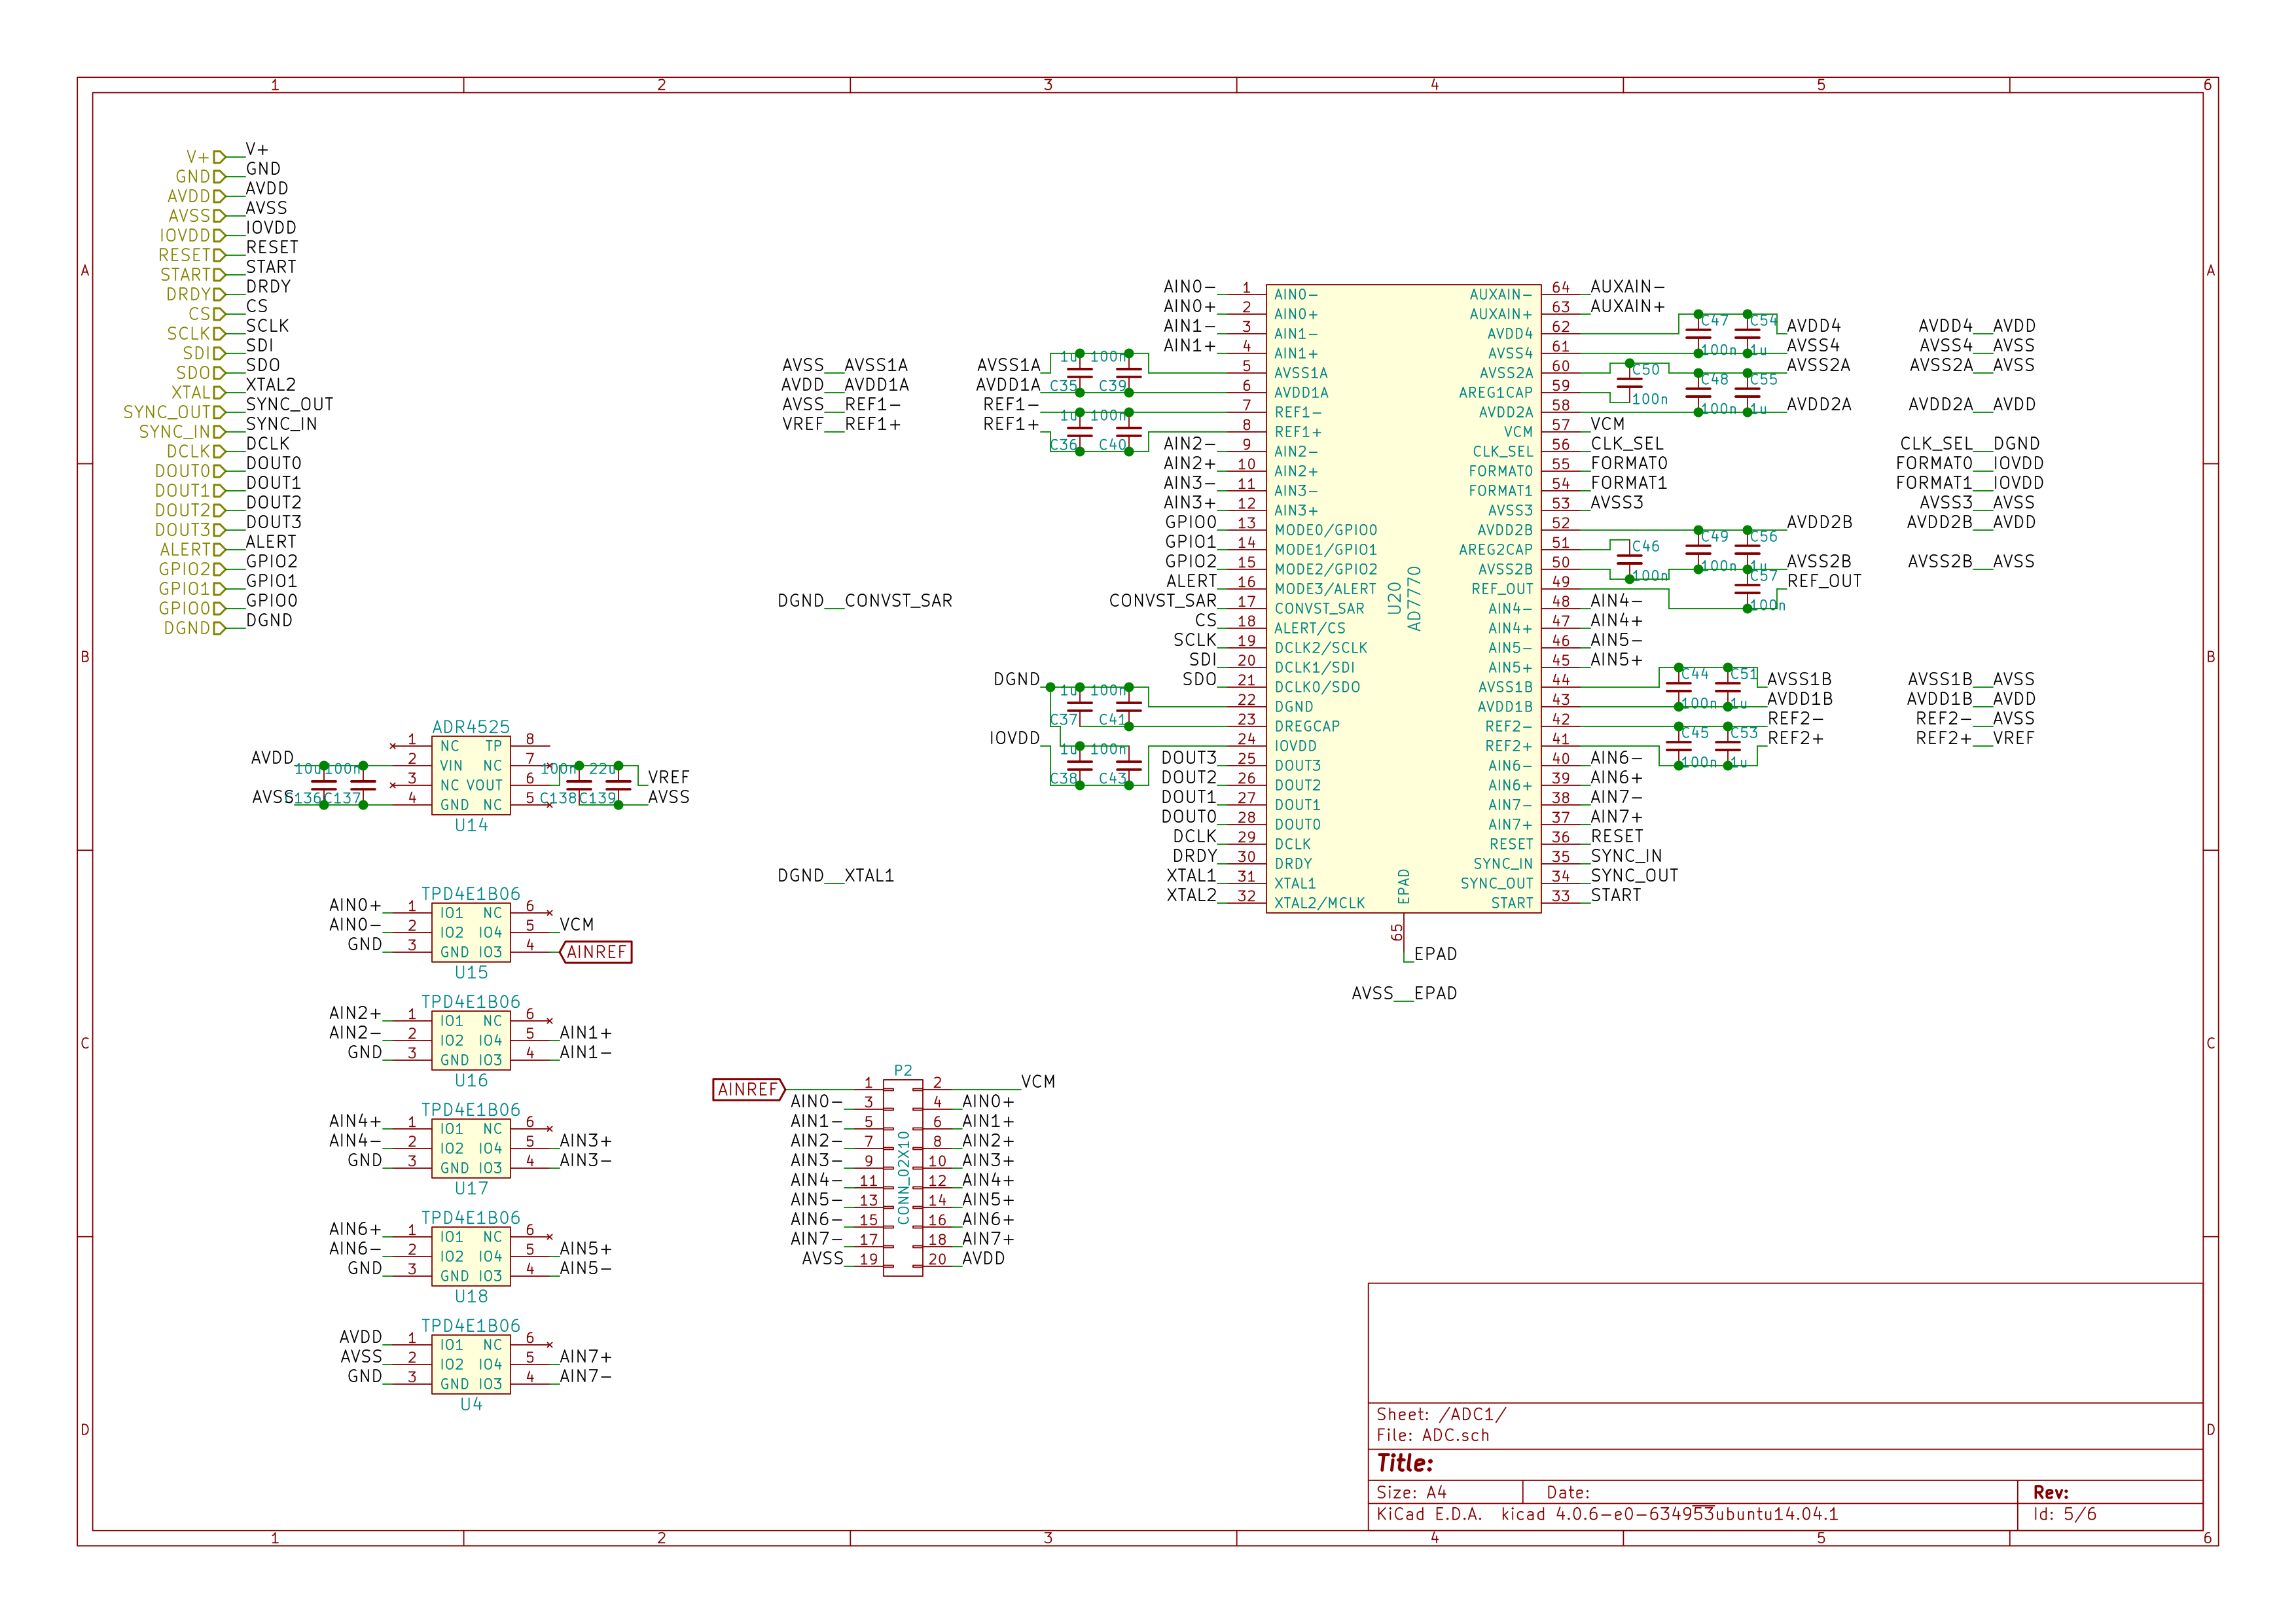 1 2 3 4 5 6
A
B
C
D
V+ V+
GND GND
AVDD AVDD
AVSS AVSS
IOVDD IOVDD
RESET RESET
START START
DRDY DRDY
CS CS
SCLK SCLK
SDI SDI
SDO SDO
XTAL XTAL2
SYNC_OUT SYNC_OUT
SYNC_IN SYNC_IN
DCLK DCLK
DOUT0 DOUT0
DOUT1 DOUT1
DOUT2 DOUT2
DOUT3 DOUT3
ALERT ALERT
GPIO2 GPIO2
GPIO1 GPIO1
GPIO0 GPIO0
DGND DGND
ADR4525
AVDD 10u 100n
AVSS C136 C137
1 NC TP 8
2 VIN NC 7
3 NC VOUT 6
4 GND NC 5
U14
100n 22u VREF
C138 C139 AVSS
TPD4E1B06
AIN0+ 1 IO1 NC 6
AIN0- 2 IO2 IO4 5 VCM
GND 3 GND IO3 4 AINREF
U15
TPD4E1B06
AIN2+ 1 IO1 NC 6
AIN2- 2 IO2 IO4 5 AIN1+
GND 3 GND IO3 4 AIN1-
U16
TPD4E1B06
AIN4+ 1 IO1 NC 6
AIN4- 2 IO2 IO4 5 AIN3+
GND 3 GND IO3 4 AIN3-
U17
TPD4E1B06
AIN6+ 1 IO1 NC 6
AIN6- 2 IO2 IO4 5 AIN5+
GND 3 GND IO3 4 AIN5-
U18
TPD4E1B06
AVDD 1 IO1 NC 6
AVSS 2 IO2 IO4 5 AIN7+
GND 3 GND IO3 4 AIN7-
U4
AVSS AVSS1A
AVDD AVDD1A
AVSS REF1-
VREF REF1+
DGND CONVST_SAR
DGND XTAL1
P2
CONN_02X10
AINREF 1 2 VCM
AIN0- 3 4 AIN0+
AIN1- 5 6 AIN1+
AIN2- 7 8 AIN2+
AIN3- 9 10 AIN3+
AIN4- 11 12 AIN4+
AIN5- 13 14 AIN5+
AIN6- 15 16 AIN6+
AIN7- 17 18 AIN7+
AVSS 19 20 AVDD
AVSS1A 1u 100n
AVDD1A C35 C39
REF1- 1u 100n
REF1+ C36 C40
DGND 1u 100n
C37 C41
IOVDD 1u 100n
C38 C43
U20
AD7770
AIN0- 1 AIN0-
AIN0+ 2 AIN0+
AIN1- 3 AIN1-
AIN1+ 4 AIN1+
5 AVSS1A
6 AVDD1A
7 REF1-
8 REF1+
AIN2- 9 AIN2-
AIN2+ 10 AIN2+
AIN3- 11 AIN3-
AIN3+ 12 AIN3+
GPIO0 13 MODE0/GPIO0
GPIO1 14 MODE1/GPIO1
GPIO2 15 MODE2/GPIO2
ALERT 16 MODE3/ALERT
CONVST_SAR 17 CONVST_SAR
CS 18 ALERT/CS
SCLK 19 DCLK2/SCLK
SDI 20 DCLK1/SDI
SDO 21 DCLK0/SDO
22 DGND
23 DREGCAP
24 IOVDD
DOUT3 25 DOUT3
DOUT2 26 DOUT2
DOUT1 27 DOUT1
DOUT0 28 DOUT0
DCLK 29 DCLK
DRDY 30 DRDY
XTAL1 31 XTAL1
XTAL2 32 XTAL2/MCLK
AUXAIN- 64 AUXAIN-
AUXAIN+ 63 AUXAIN+
AVDD4 62
AVSS4 61
AVSS2A 60
AREG1CAP 59
AVDD2A 58
VCM 57 VCM
CLK_SEL 56 CLK_SEL
FORMAT0 55 FORMAT0
FORMAT1 54 FORMAT1
AVSS3 53 AVSS3
AVDD2B 52
AREG2CAP 51
AVSS2B 50
REF_OUT 49
AIN4- 48 AIN4-
AIN4+ 47 AIN4+
AIN5- 46 AIN5-
AIN5+ 45 AIN5+
AVSS1B 44
AVDD1B 43
REF2- 42
REF2+ 41
AIN6- 40 AIN6-
AIN6+ 39 AIN6+
AIN7- 38 AIN7-
AIN7+ 37 AIN7+
RESET 36 RESET
SYNC_IN 35 SYNC_IN
SYNC_OUT 34 SYNC_OUT
START 33 START
EPAD 65 EPAD
AVSS EPAD
C47 C54 AVDD4
100n 1u AVSS4
C50 C48 C55 AVSS2A
100n 100n 1u AVDD2A
C49 C56 AVDD2B
C46 100n 1u AVSS2B
100n C57 REF_OUT
100n
C44 C51 AVSS1B
100n 1u AVDD1B
C45 C53 REF2-
100n 1u REF2+
AVDD4 AVDD
AVSS4 AVSS
AVSS2A AVSS
AVDD2A AVDD
CLK_SEL DGND
FORMAT0 IOVDD
FORMAT1 IOVDD
AVSS3 AVSS
AVDD2B AVDD
AVSS2B AVSS
AVSS1B AVSS
AVDD1B AVDD
REF2- AVSS
REF2+ VREF
Sheet: /ADC1/
File: ADC.sch
Title:
Size: A4 Date: Rev:
KiCad E.D.A. kicad 4.0.6-e0-634953ubuntu14.04.1 Id: 5/6
A
B
C
D
1 2 3 4 5 6